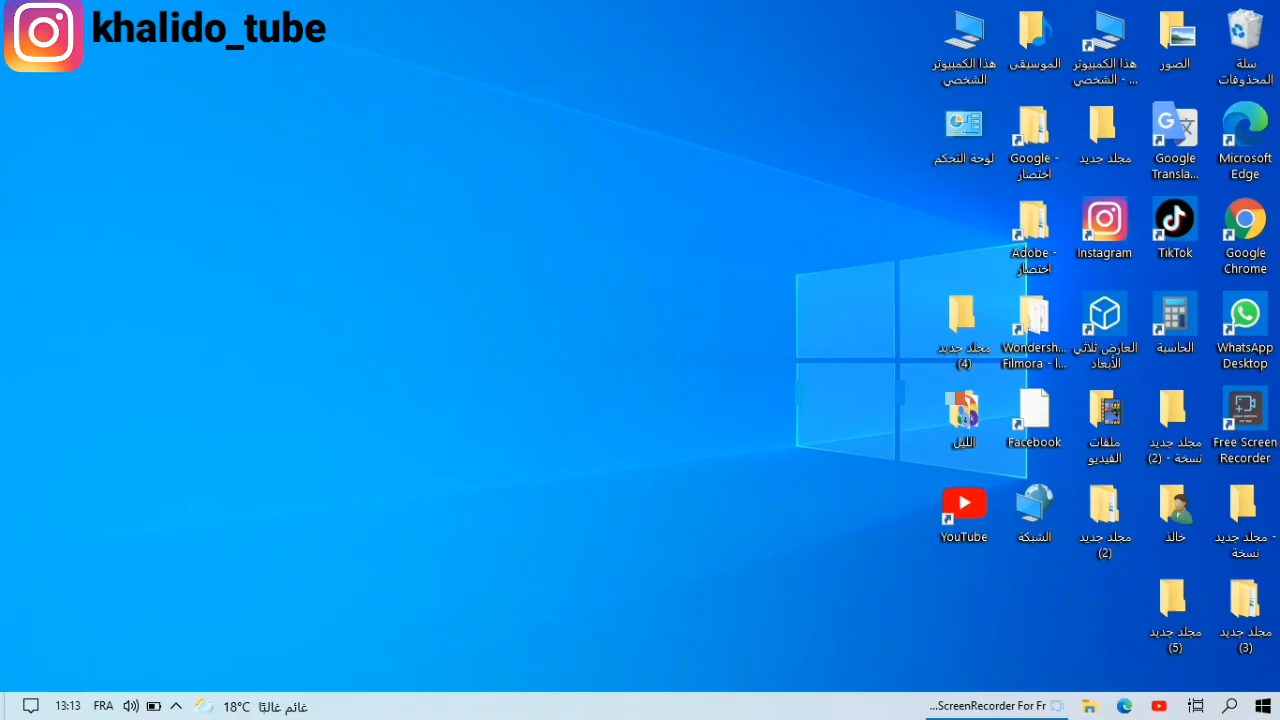 khalido_tube
سلة
المحذوفات
الصور
هذا الكمبيوتر
الشخصي - ...
الموسيقى
هذا الكمبيوتر
الشخصي
Microsoft
Edge
Google
Transla...
مجلد جديد
Google -
اختصار
لوحة التحكم
Google
Chrome
TikTok
Instagram
Adobe -
اختصار
WhatsApp
Desktop
الحاسبة
العارض ثلاثي
الأبعاد
Wondersh...
Filmora - ا...
مجلد جديد
(4)
Free Screen
Recorder
مجلد جديد
(2) - نسخة
ملفات
الفيديو
Facebook
الليل
مجلد جديد -
نسخة
خالد
مجلد جديد
(2)
الشبكة
YouTube
مجلد جديد
(3)
مجلد جديد
(5)
...ScreenRecorder For Fr
غائم غالبًا
18°C
FRA
13:13